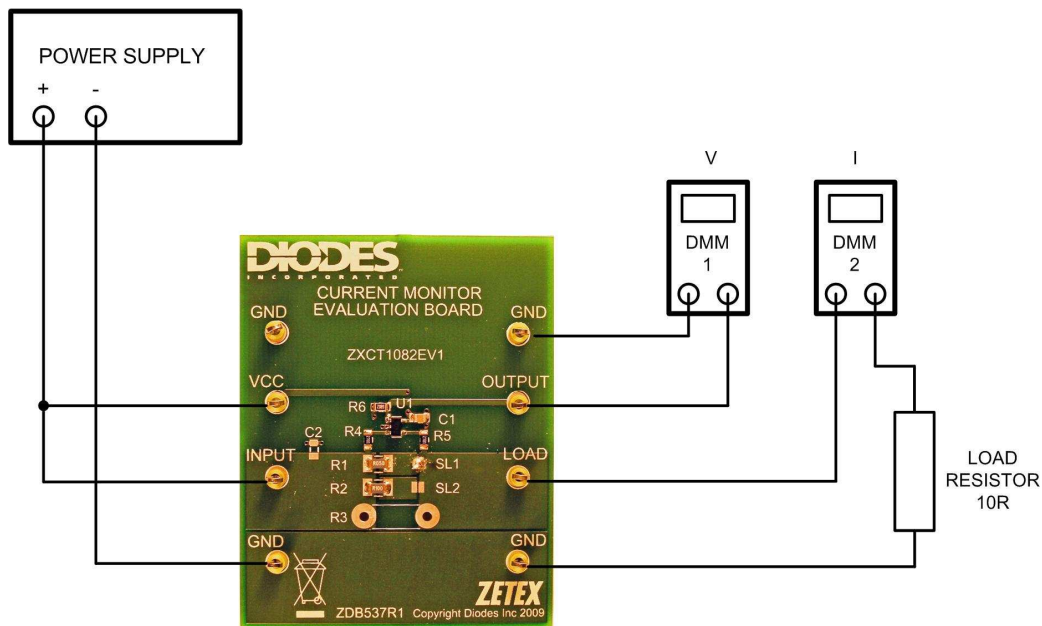 POWER SUPPLY
+ -
V
I
DMM
1
DMM
2
DIODES
INCORPORATED
CURRENT MONITOR
EVALUATION BOARD
GND
GND
ZXCT1082EV1
VCC
OUTPUT
R6
U1
C1
R4
R5
C2
INPUT
LOAD
R1
SL1
R2
R100
SL2
R3
LOAD
RESISTOR
10R
GND
GND
ZETEX
ZDB537R1
Copyright Diodes Inc 2009